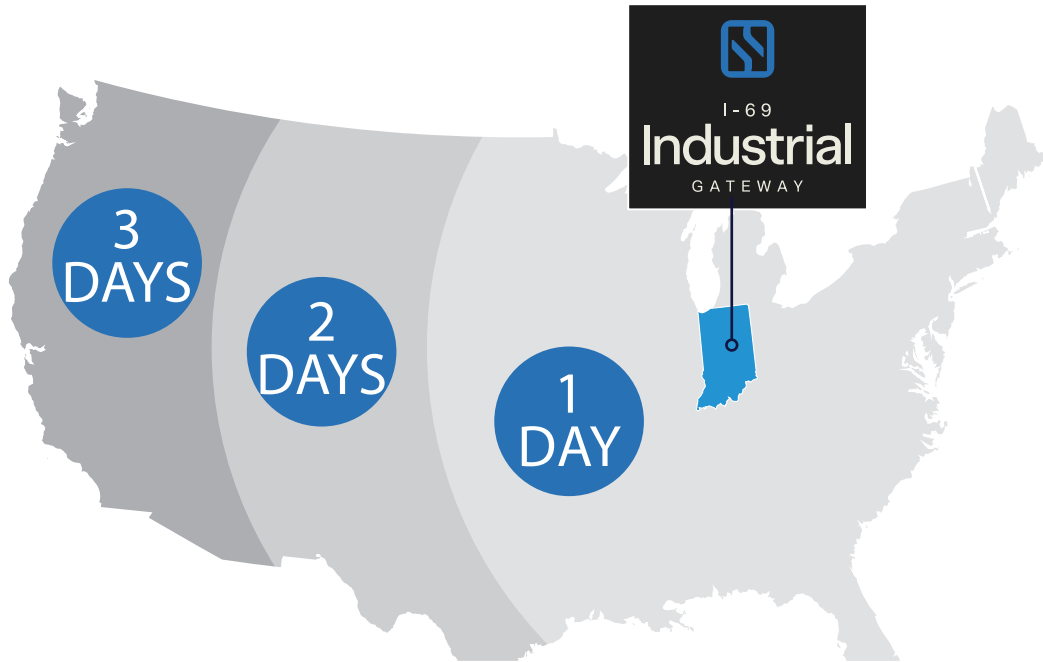 I-69
Industrial
GATEWAY
3
DAYS
2
DAYS
1
DAY